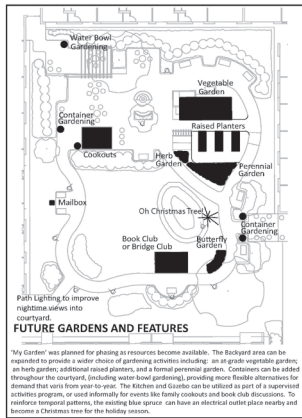 Water Bowl
Gardening
Vegetable
Garden
Raised Planters
Container
Gardening
Cookouts
Herb
Garden
Perennial
Garden
Mailbox
Oh Christmas Tree!
Container
Gardening
Book Club
or Bridge Club
Butterfly
Garden
Path Lighting to improve
nightime views into
courtyard.
FUTURE GARDENS AND FEATURES
'My Garden' was planned for phasing as resources become available. The Backyard area can be
expanded to provide a wider choice of gardening activities including: an at-grade vegetable garden;
an herb garden; additional raised planters, and a formal perennial garden. Containers can be added
throughout the courtyard, (including water-bowl gardening), providing more flexible alternatives for
demand that varis from year-to-year. The Kitchen and Gazebo can be utilized as part of a supervised
activities program, or used informally for events like family cookouts and book club discussions. To
reinforce temporal patterns, the existing blue spruce can have an electrical outlet place nearby and
become a Christmas tree for the holiday season.